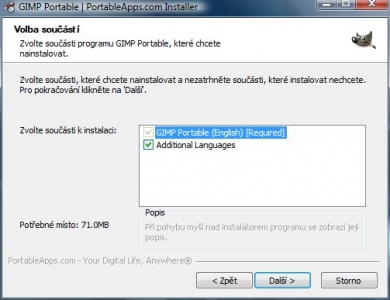 GIMP Portable | PortableApps.com Installer
Volba součástí
Zvolte součásti programu GIMP Portable, které chcete
nainstalovat.
Zvolte součásti, které chcete nainstalovat a nezatrhněte součásti, které instalovat nechcete.
Pro pokračování klikněte na 'Další'.
Zvolte součásti k instalaci:
GIMP Portable (English) [Required]
Additional Languages
Popis
Potřebné místo: 71.0MB
Při pohybu myší nad instalátorem programu se zobrazí její
popis.
PortableApps.com - Your Digital Life, Anywhere®
< Zpět
Další >
Storno